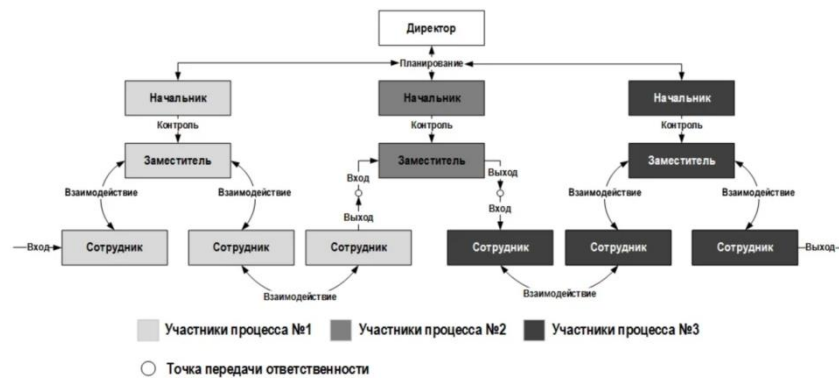 Директор
Планирование
Начальник
Начальник
Начальник
Контроль
Контроль
Контроль
Заместитель
Заместитель
Заместитель
Взаимодействие
Взаимодействие
Вход
Выход
Выход
Вход
Взаимодействие
Взаимодействие
Вход
Сотрудник
Сотрудник
Сотрудник
Сотрудник
Сотрудник
Сотрудник
Выход
Взаимодействие
Взаимодействие
Участники процесса №1
Участники процесса №2
Участники процесса №3
Точка передачи ответственности